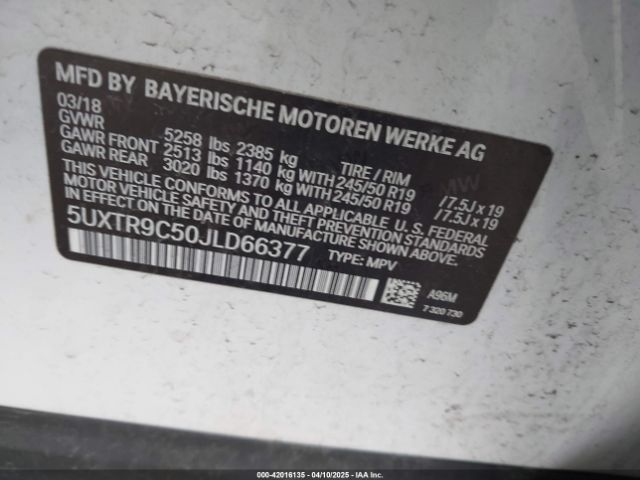 MFD BY BAYERISCHE MOTOREN WERKE AG
03/18
GVWR 5258 lbs 2385 kg TIRE / RIM
GAWR FRONT 2513 lbs 1140 kg WITH 245/50 R19 / 7.5J x 19
GAWR REAR 3020 lbs 1370 kg WITH 245/50 R19 / 7.5J x 19
THIS VEHICLE CONFORMS TO ALL APPLICABLE U.S. FEDERAL
MOTOR VEHICLE SAFETY, BUMPER AND THEFT PREVENTION STANDARDS
IN EFFECT ON THE DATE OF MANUFACTURE SHOWN ABOVE.
5UXTR9C50JLD66377 TYPE: MPV
A96M
7 320 730
000-42016135 - 04/10/2025 - IAA Inc.